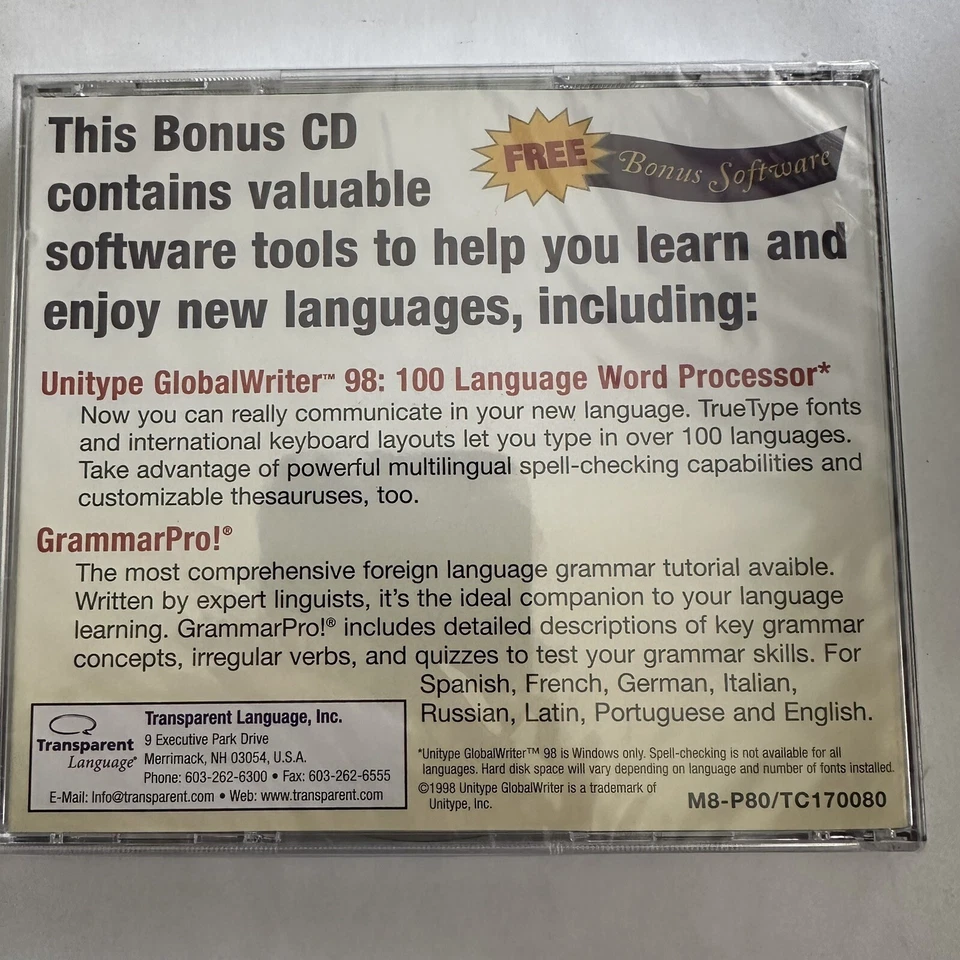 This Bonus CD
contains valuable
software tools to help you learn and
enjoy new languages, including:
FREE Bonus Software
Unitype GlobalWriter™ 98: 100 Language Word Processor*
Now you can really communicate in your new language. TrueType fonts
and international keyboard layouts let you type in over 100 languages.
Take advantage of powerful multilingual spell-checking capabilities and
customizable thesauruses, too.
GrammarPro!®
The most comprehensive foreign language grammar tutorial avaible.
Written by expert linguists, it's the ideal companion to your language
learning. GrammarPro!® includes detailed descriptions of key grammar
concepts, irregular verbs, and quizzes to test your grammar skills. For
Spanish, French, German, Italian,
Russian, Latin, Portuguese and English.
Transparent
Language®
Transparent Language, Inc.
9 Executive Park Drive
Merrimack, NH 03054, U.S.A.
Phone: 603-262-6300 • Fax: 603-262-6555
E-Mail: Info@transparent.com • Web: www.transparent.com
*Unitype GlobalWriter™ 98 is Windows only. Spell-checking is not available for all
languages. Hard disk space will vary depending on language and number of fonts installed.
©1998 Unitype GlobalWriter is a trademark of
Unitype, Inc.
M8-P80/TC170080